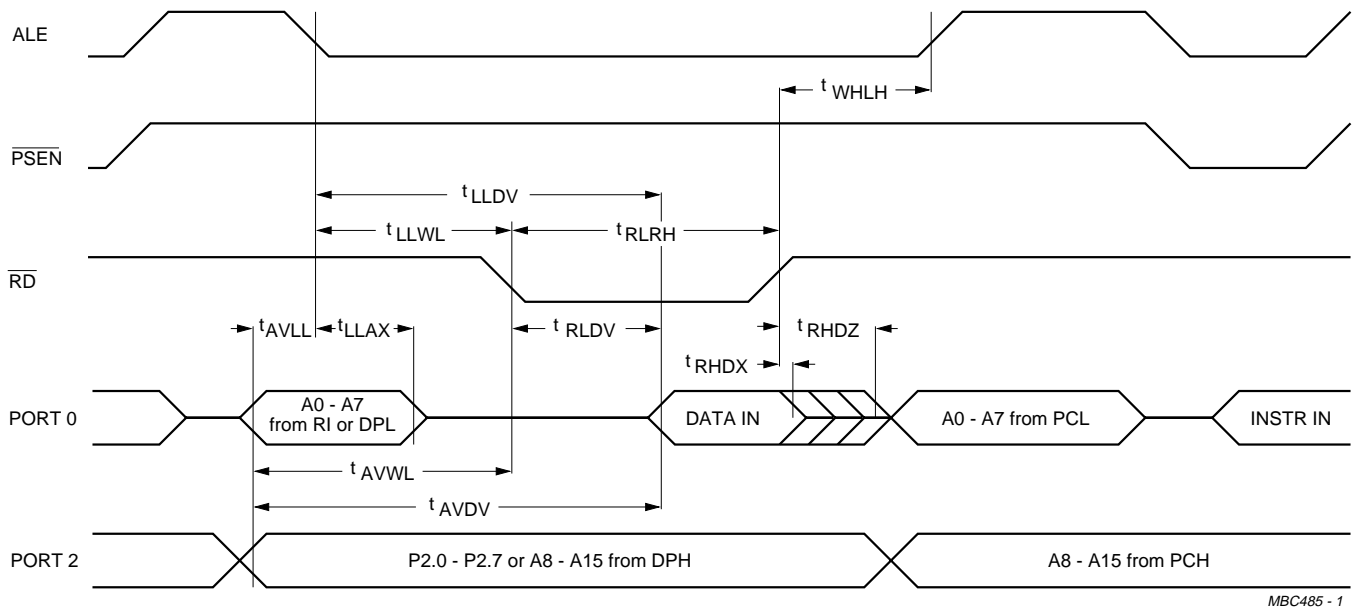 ALE
t WHLH
PSEN
t LLDV
t LLWL
t RLRH
RD
tAVLL
tLLAX
t RLDV
t RHDZ
t RHDX
PORT 0
A0 - A7
from RI or DPL
DATA IN
A0 - A7 from PCL
INSTR IN
t AVWL
t AVDV
PORT 2
P2.0 - P2.7 or A8 - A15 from DPH
A8 - A15 from PCH
MBC485 - 1